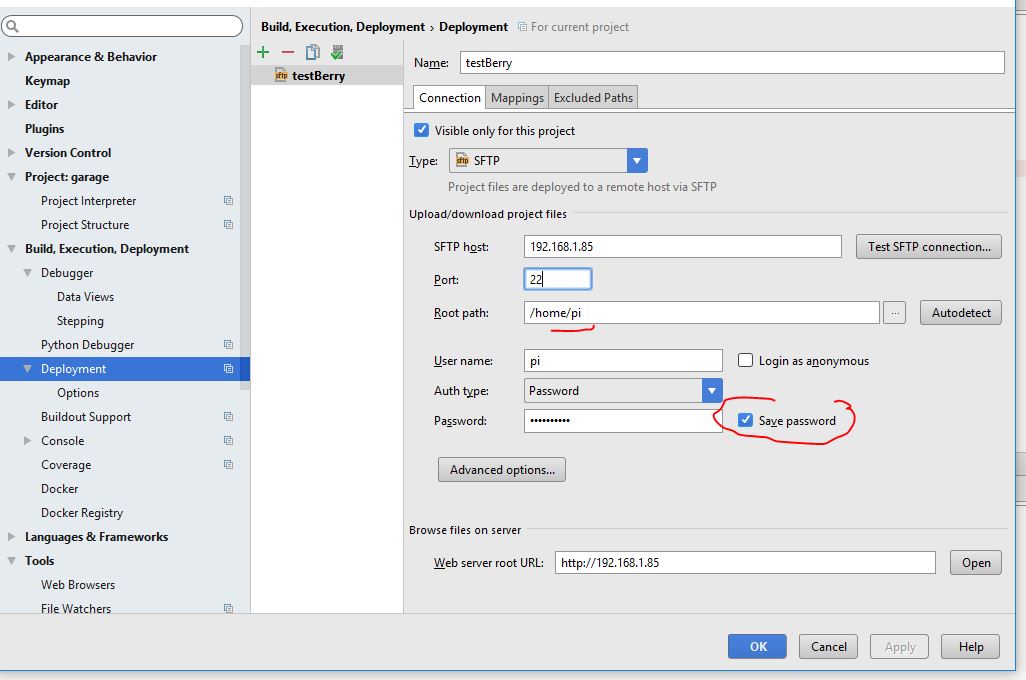 Build, Execution, Deployment › Deployment For current project
Appearance & Behavior
Keymap
Editor
Plugins
Version Control
Project: garage
Project Interpreter
Project Structure
Build, Execution, Deployment
Debugger
Data Views
Stepping
Python Debugger
Deployment
Options
Buildout Support
Console
Coverage
Docker
Docker Registry
Languages & Frameworks
Tools
Web Browsers
File Watchers
sftp testBerry
Name: testBerry
Connection Mappings Excluded Paths
Visible only for this project
Type: sftp SFTP
Project files are deployed to a remote host via SFTP
Upload/download project files
SFTP host: 192.168.1.85 Test SFTP connection...
Port: 22
Root path: /home/pi ... Autodetect
User name: pi Login as anonymous
Auth type: Password
Password: •••••••••• Save password
Advanced options...
Browse files on server
Web server root URL: http://192.168.1.85 Open
OK Cancel Apply Help